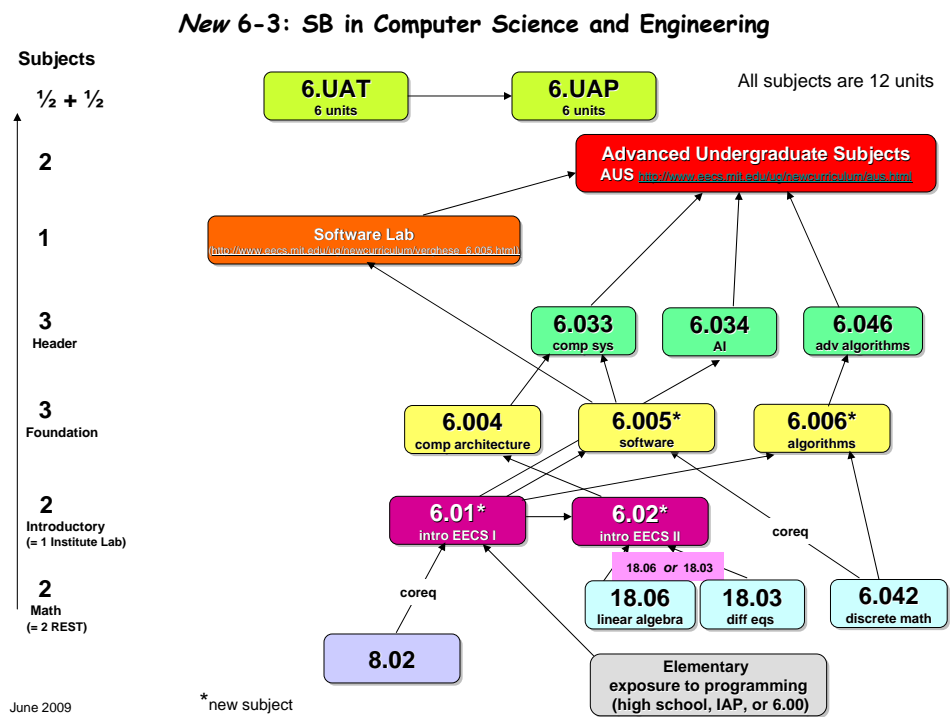 New 6-3: SB in Computer Science and Engineering
Subjects
½ + ½
6.UAT
6 units
6.UAP
6 units
All subjects are 12 units
2
Advanced Undergraduate Subjects
AUS http://www.eecs.mit.edu/ug/newcurriculum/aus.html
1
Software Lab
(http://www.eecs.mit.edu/ug/newcurriculum/verghese_6.005.html)
3
Header
6.033
comp sys
6.034
AI
6.046
adv algorithms
3
Foundation
6.004
comp architecture
6.005*
software
6.006*
algorithms
2
Introductory
(= 1 Institute Lab)
6.01*
intro EECS I
6.02*
intro EECS II
coreq
18.06 or 18.03
2
Math
(= 2 REST)
coreq
18.06
linear algebra
18.03
diff eqs
6.042
discrete math
8.02
Elementary
exposure to programming
(high school, IAP, or 6.00)
June 2009
*new subject